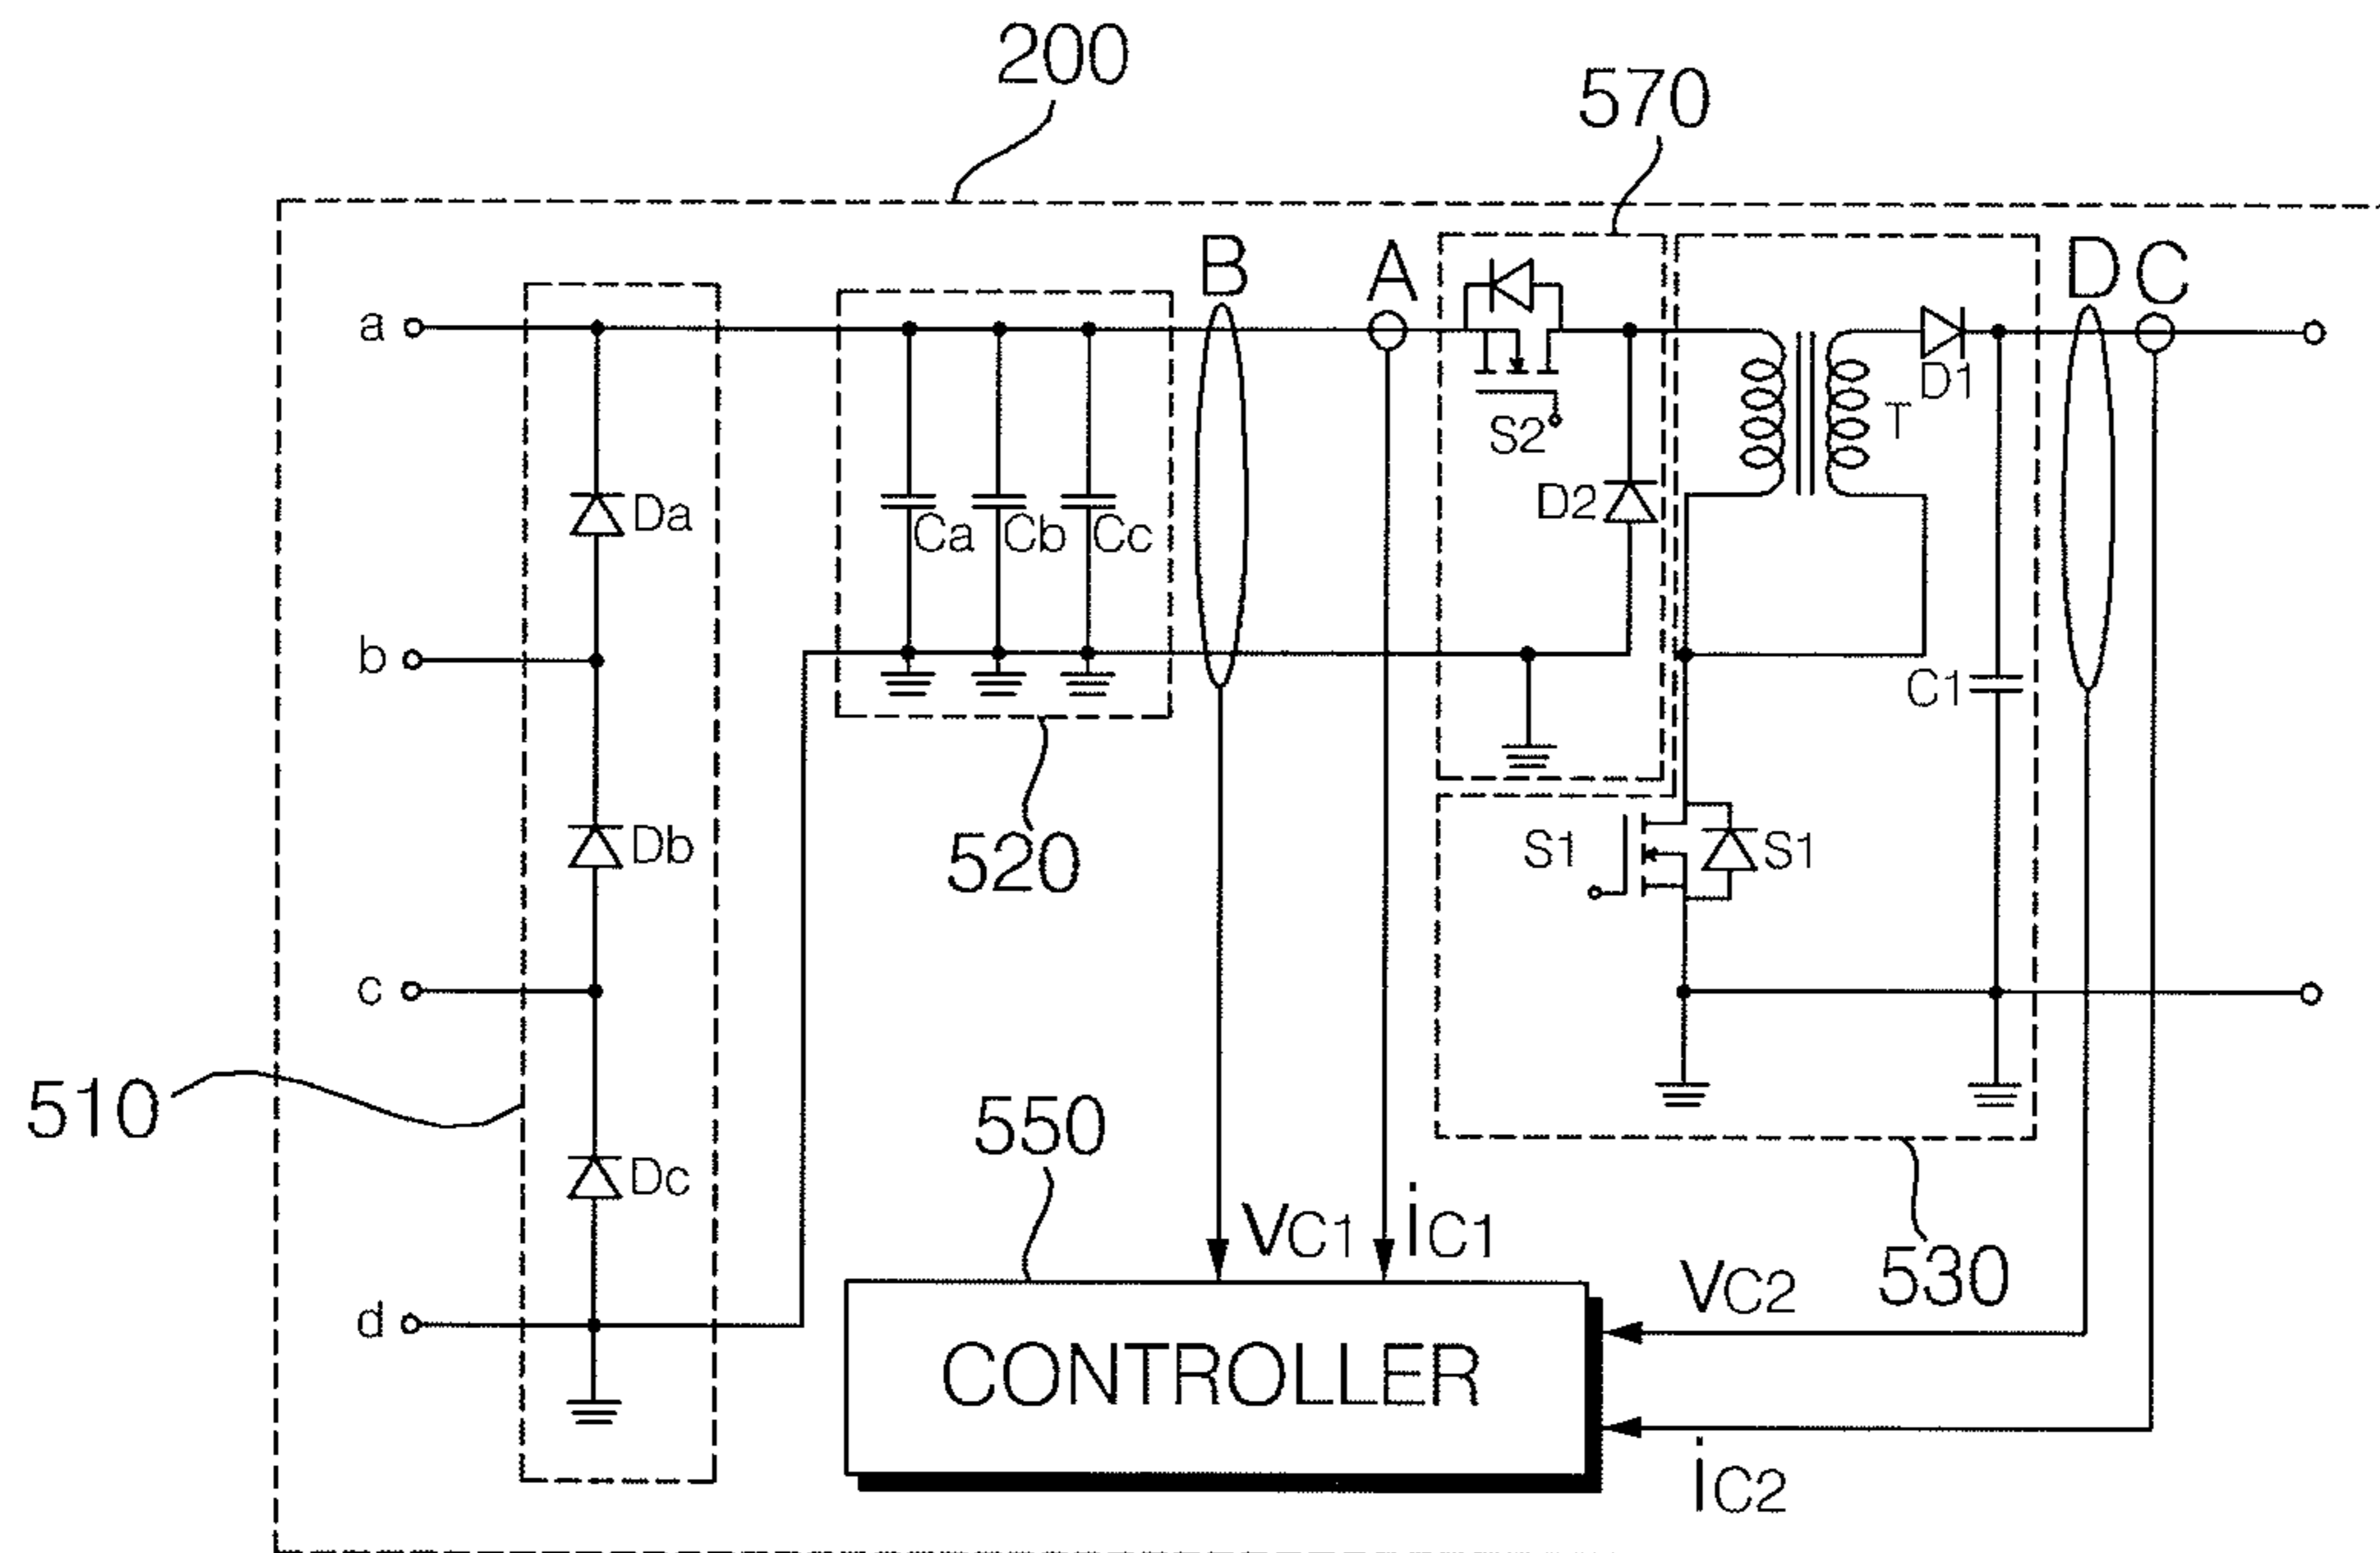 200
570
B
A
D
C
a
D1
T
S2
Da
D2
Ca
Cb
Cc
b
C1
Db
520
S1
S1
c
510
550
Dc
VC1
iC1
530
VC2
d
CONTROLLER
iC2